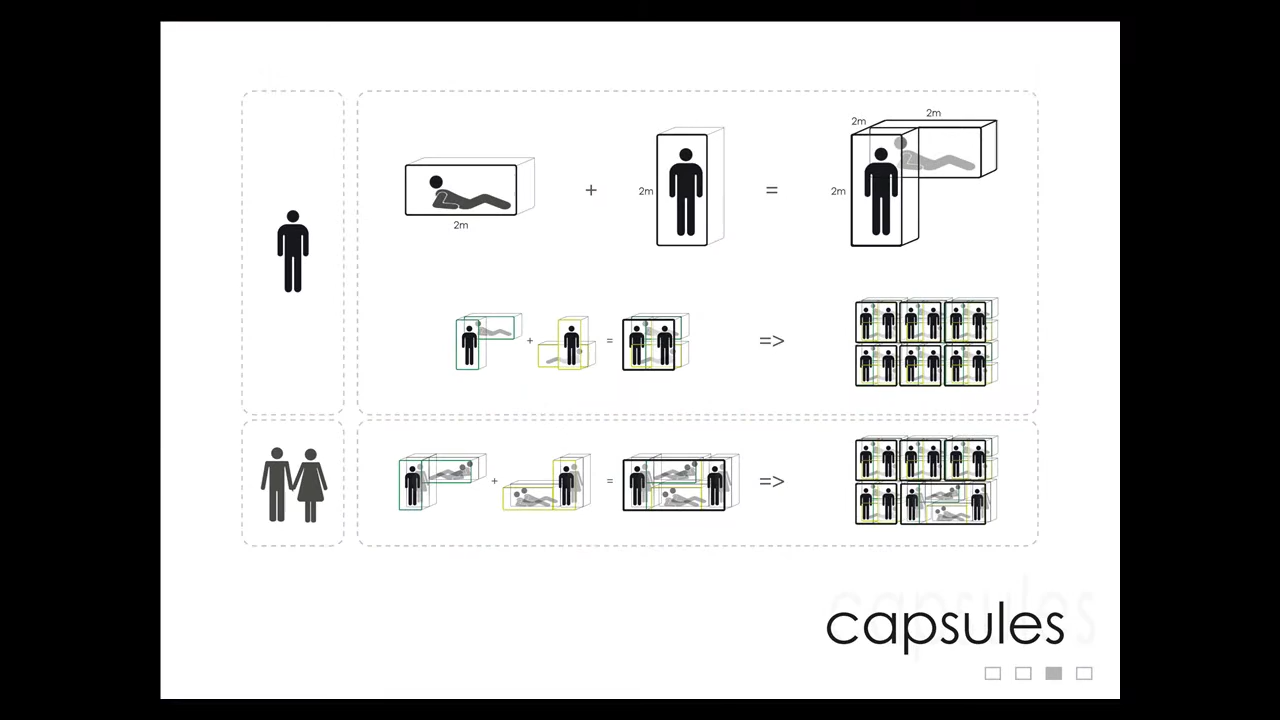 2m
+
2m
=
2m
2m
2m
+
=
=>
+
=
=>
capsules